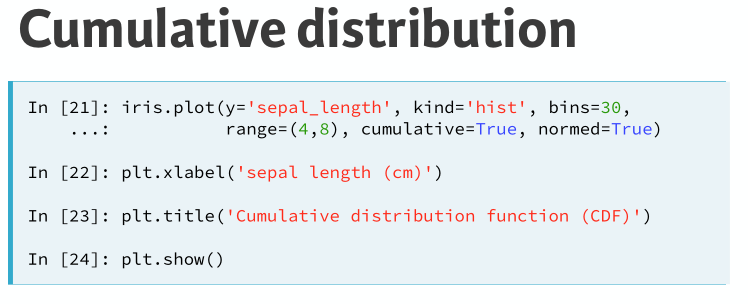 Cumulative distribution
In [21]: iris.plot(y='sepal_length', kind='hist', bins=30,
...: range=(4,8), cumulative=True, normed=True)
In [22]: plt.xlabel('sepal length (cm)')
In [23]: plt.title('Cumulative distribution function (CDF)')
In [24]: plt.show()